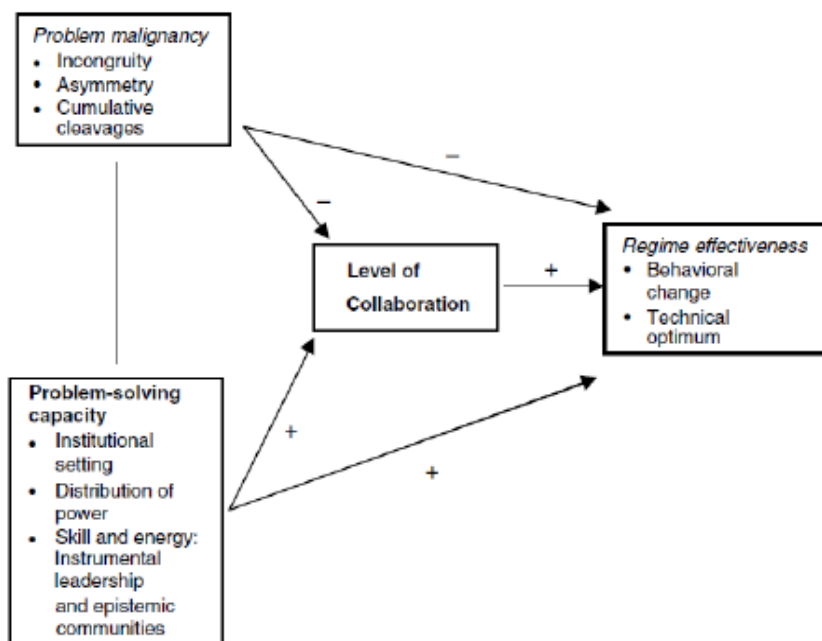 Problem malignancy
• Incongruity
• Asymmetry
• Cumulative
cleavages
–
–
Level of
Collaboration
+
Regime effectiveness
• Behavioral
change
• Technical
optimum
Problem-solving
capacity
• Institutional
setting
• Distribution of
power
• Skill and energy:
Instrumental
leadership
and epistemic
communities
+
+